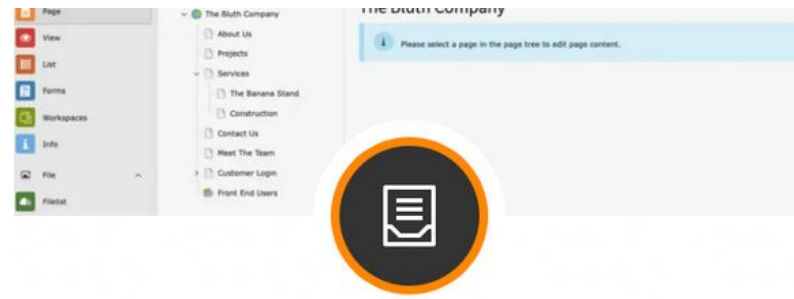 Page
View
List
Forms
Workspaces
Info
File
Filelist
The Bluth Company
About Us
Projects
Services
The Banana Stand
Construction
Contact Us
Meet The Team
Customer Login
Front End Users
The Bluth Company
Please select a page in the page tree to edit page content.